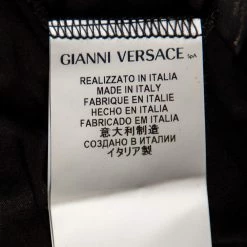 GIANNI VERSACE SpA
REALIZZATO IN ITALIA
MADE IN ITALY
FABRIQUE EN ITALIE
HECHO EN ITALIA
FABRICADO EM ITALIA
意大利制造
СОЗДАНО В ИТАЛИИ
イタリア製